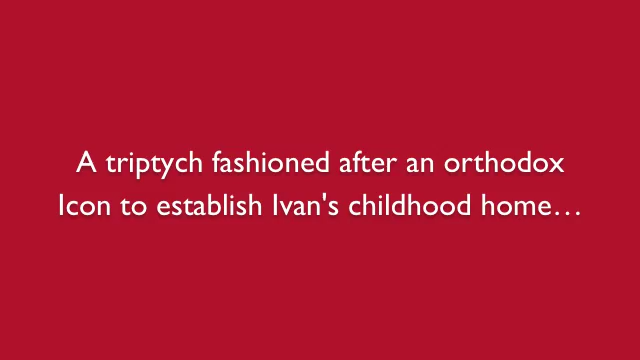 A triptych fashioned after an orthodox
Icon to establish Ivan's childhood home…